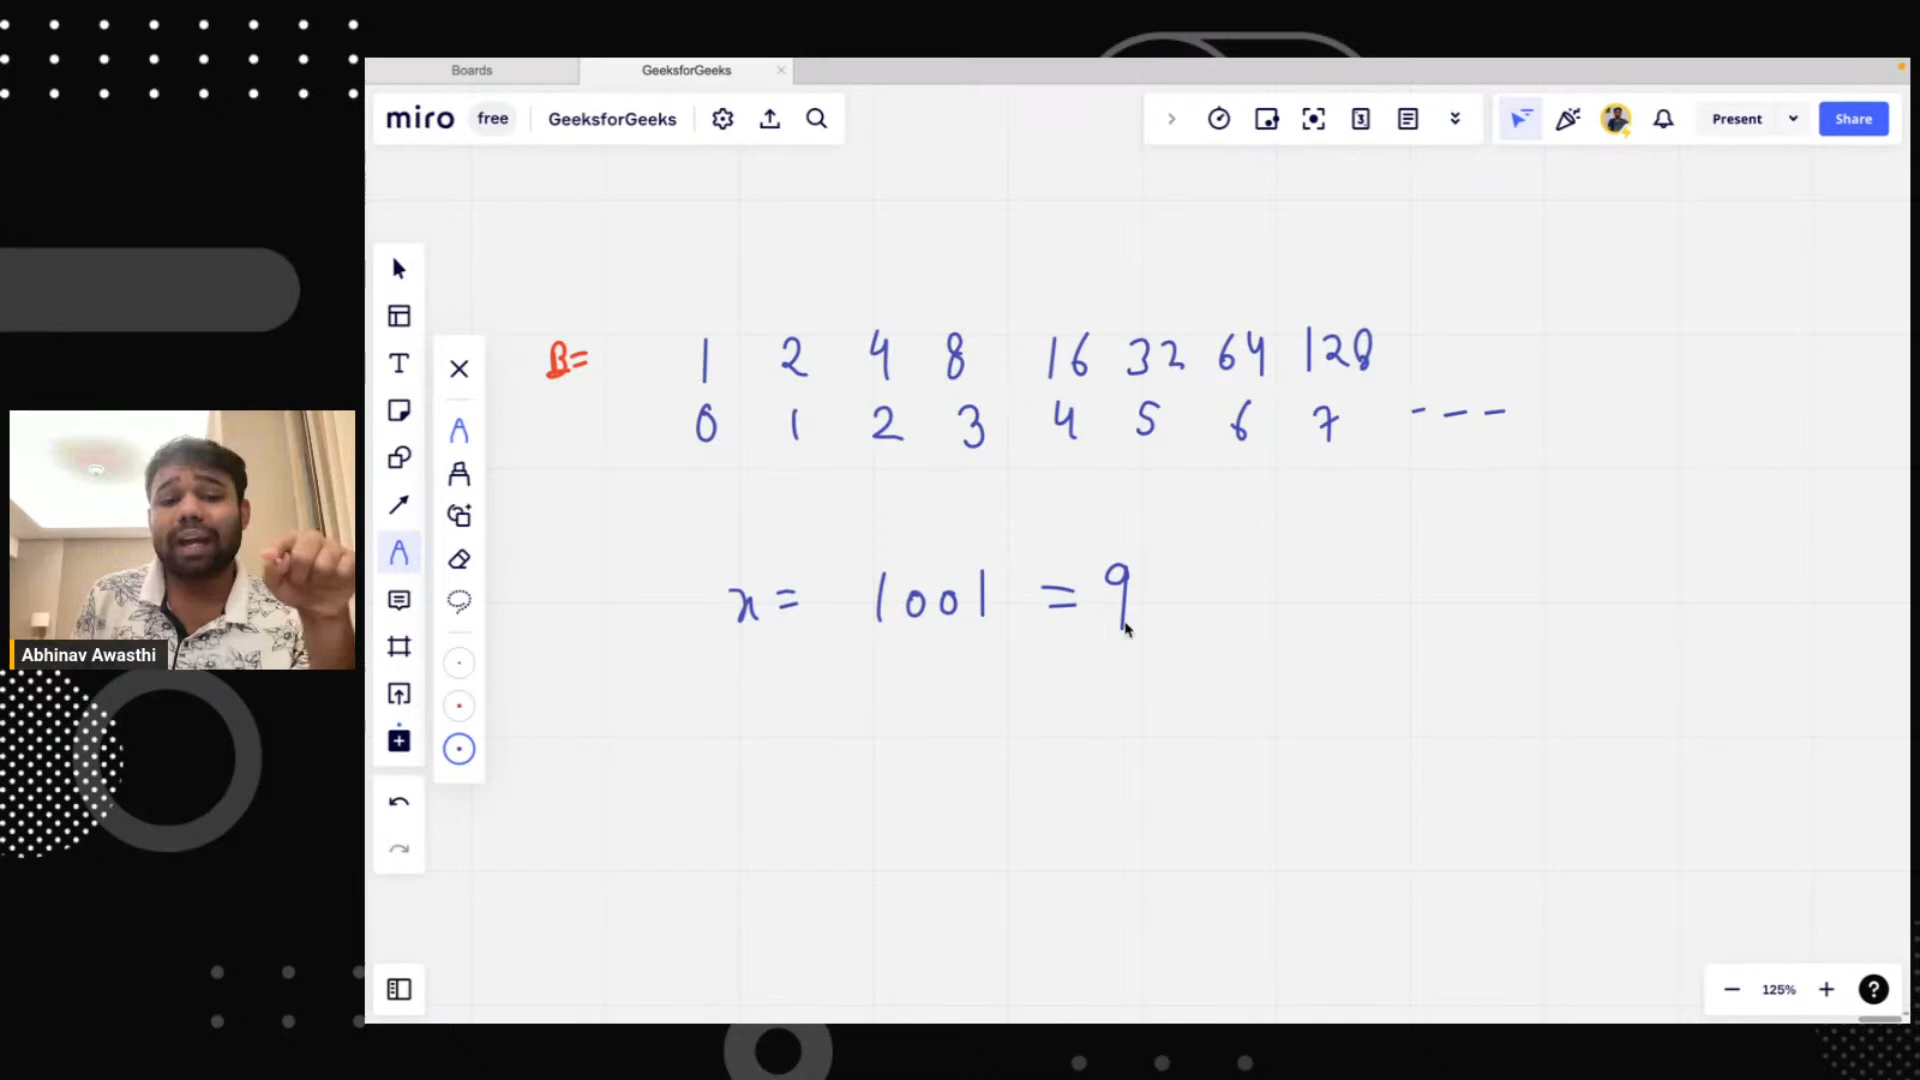 Boards GeeksforGeeks
miro free GeeksforGeeks 3 Present Share
B= 1 2 4 8 16 32 64 128
0 1 2 3 4 5 6 7 ---
x= 1001 = 9
Abhinav Awasthi
125% ?